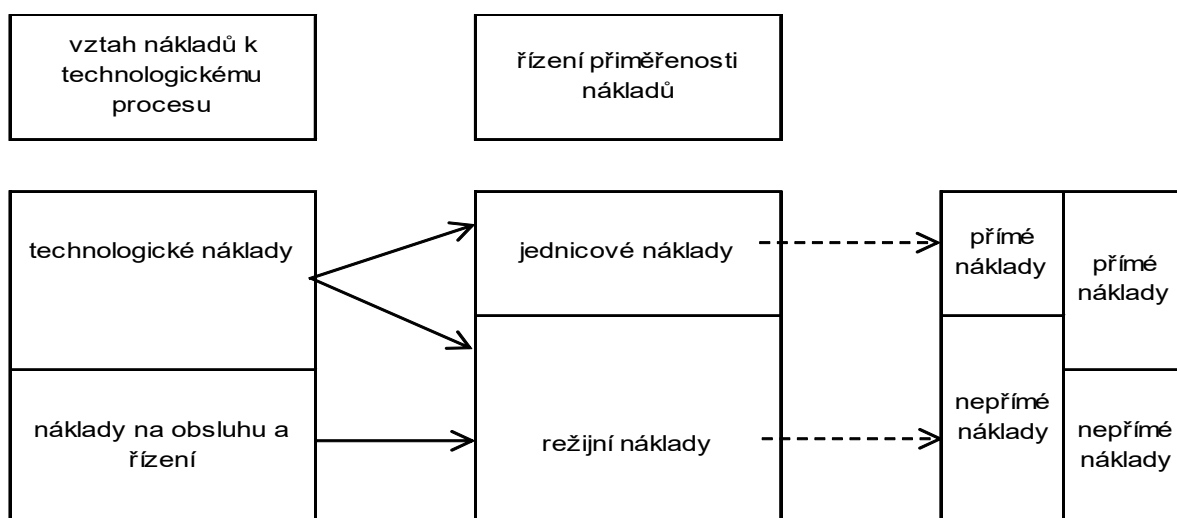 vztah nákladů k
technologickému
procesu
řízení přiměřenosti
nákladů
technologické náklady
náklady na obsluhu a
řízení
jednicové náklady
režijní náklady
přímé
náklady
nepřímé
náklady
přímé
náklady
nepřímé
náklady